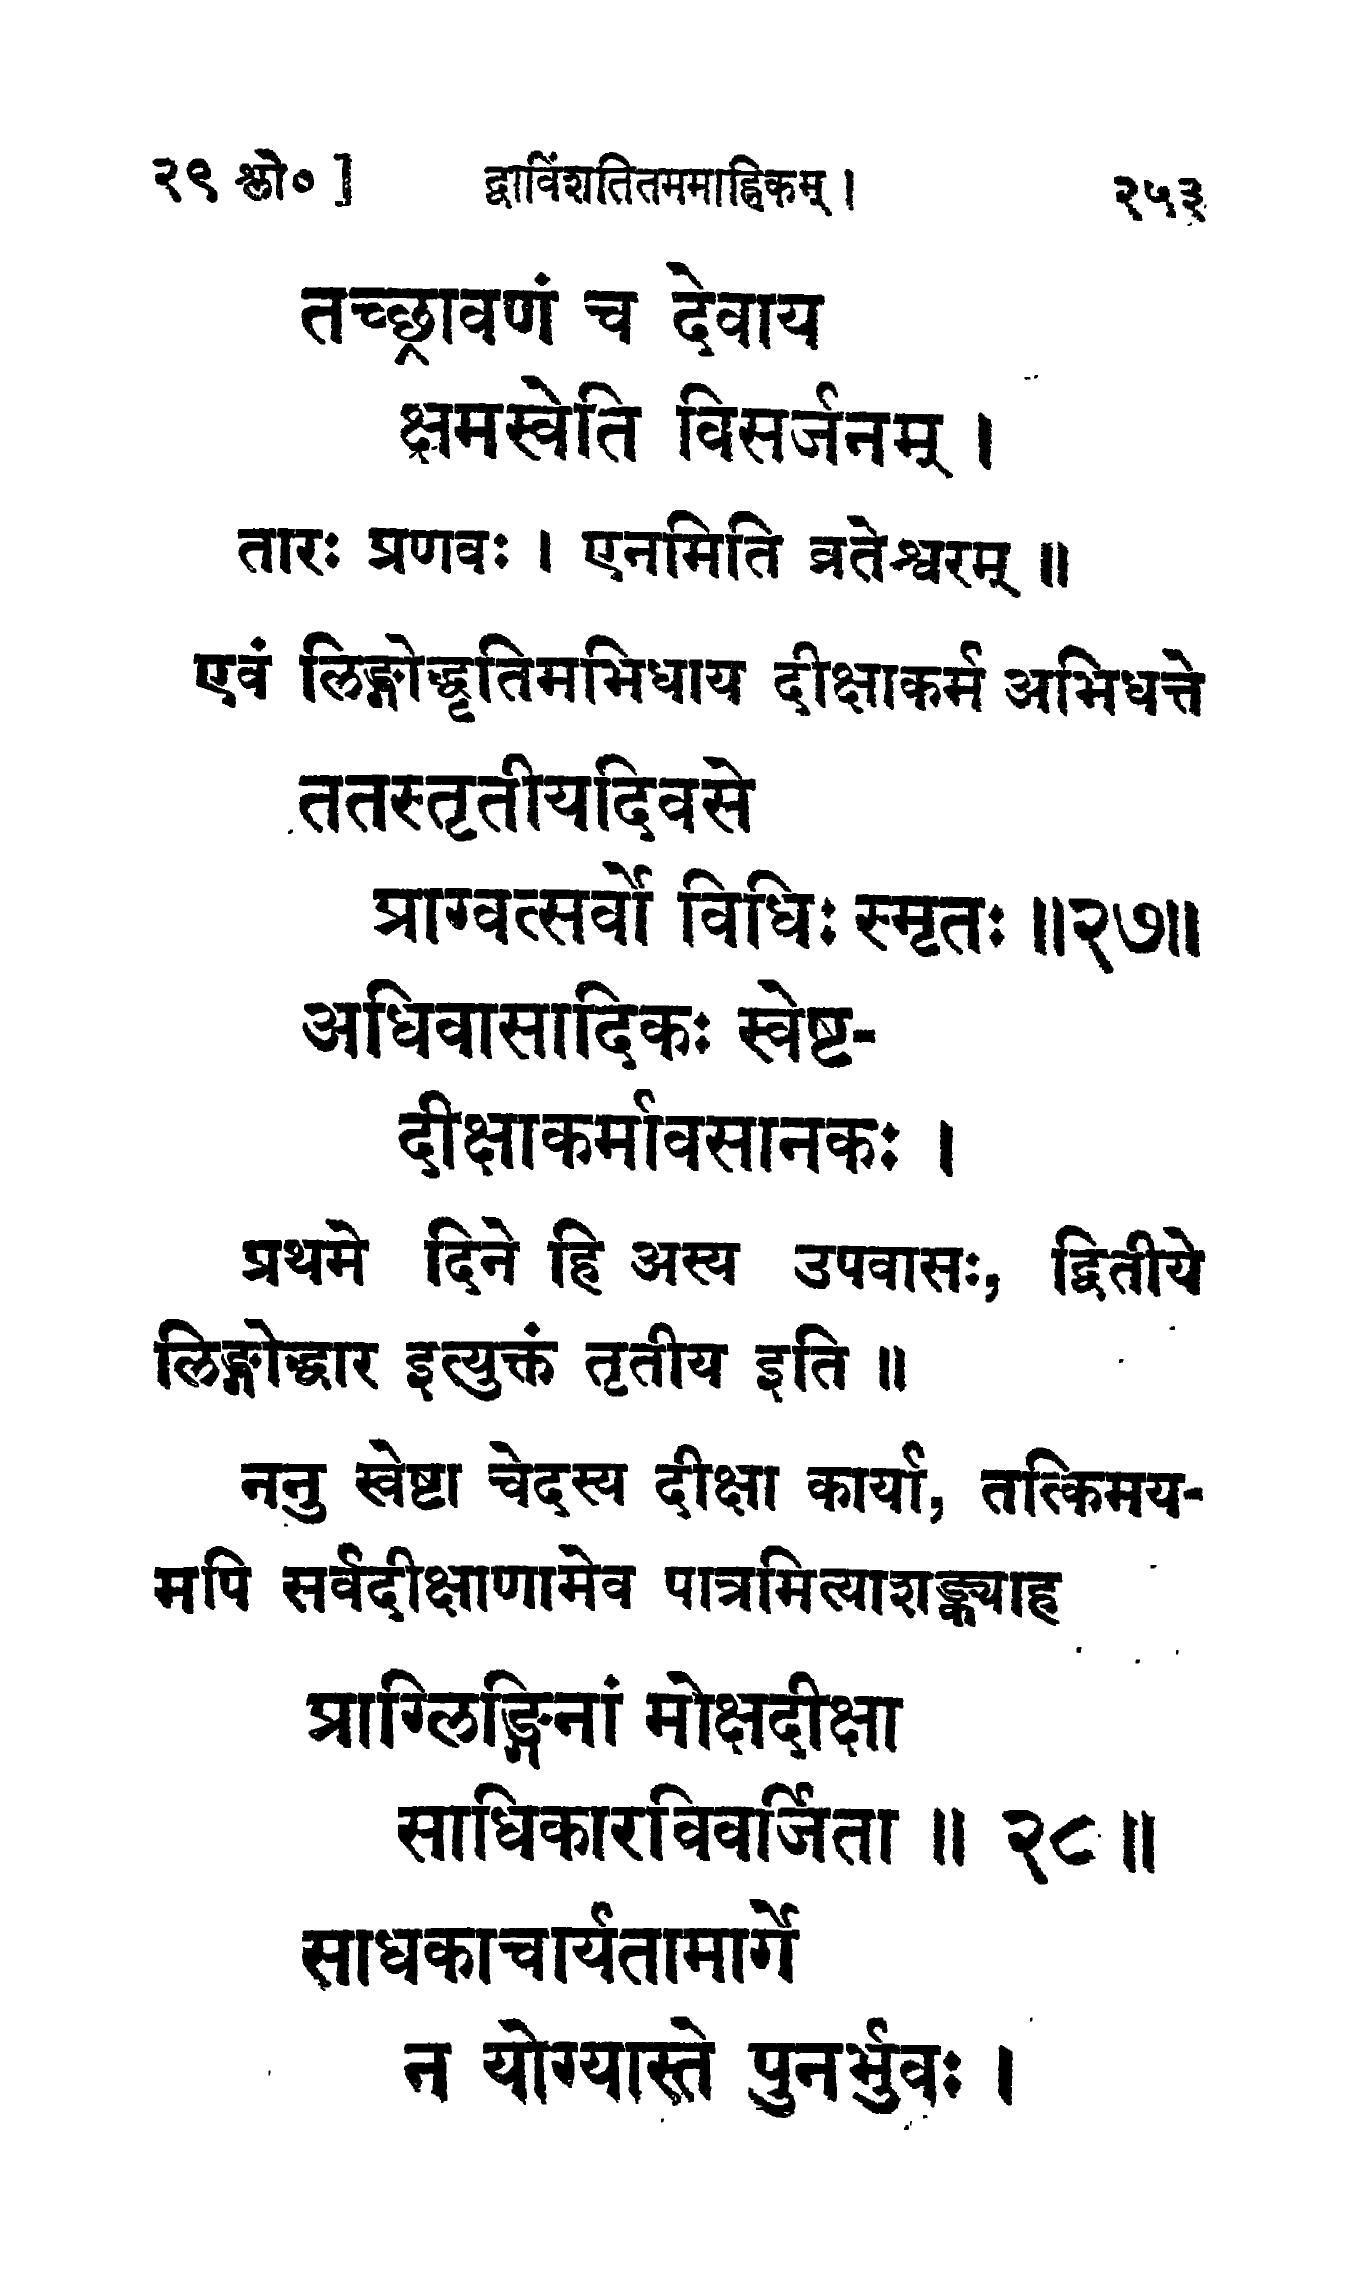 २९ श्लो० ] द्वाविंशतितममाह्निकम् । २५३
तच्छ्रावणं च देवाय
क्षमस्वेति विसर्जनम् ।
तारः प्रणवः । एनमिति व्रतेश्वरम् ॥
एवं लिङ्गोद्धृतिमभिधाय दीक्षाकर्म अभिधत्ते
ततस्तृतीयदिवसे
प्राग्वत्सर्वो विधिः स्मृतः ॥२७॥
अधिवासादिकः स्वेष्ट-
दीक्षाकर्मावसानकः ।
प्रथमे दिने हि अस्य उपवासः, द्वितीये
लिङ्गोद्धार इत्युक्तं तृतीय इति ॥
ननु स्वेष्टा चेदस्य दीक्षा कार्या, तत्किमय-
मपि सर्वदीक्षाणामेव पात्रमित्याशङ्क्याह
प्राग्लिङ्गिनां मोक्षदीक्षा
साधिकारविवर्जिता ॥ २८ ॥
साधकाचार्यतामार्गे
न योग्यास्ते पुनर्भुवः ।